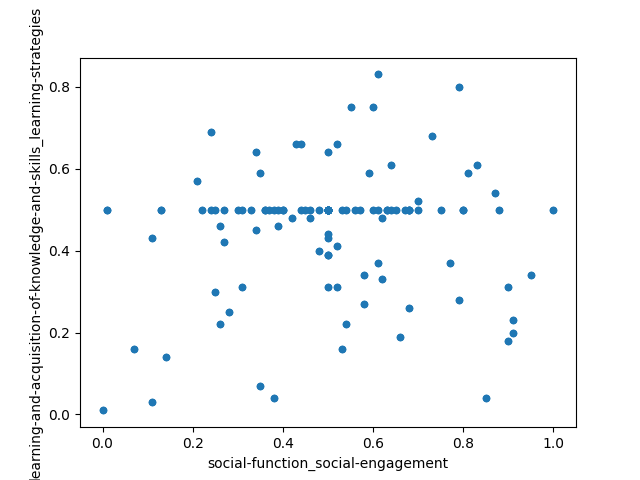 learning-and-acquisition-of-knowledge-and-skills_learning-strategies
0.8
0.6
0.4
0.2
0.0
0.0 0.2 0.4 0.6 0.8 1.0
social-function_social-engagement